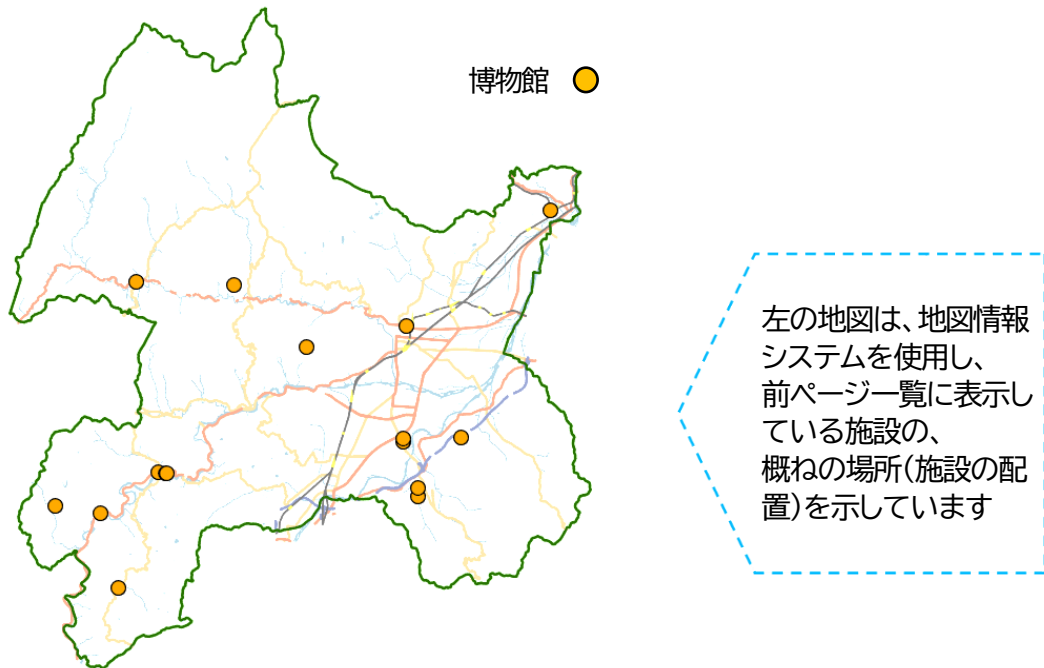 博物館
左の地図は、地図情報
システムを使用し、
前ページ一覧に表示し
ている施設の、
概ねの場所(施設の配
置)を示しています